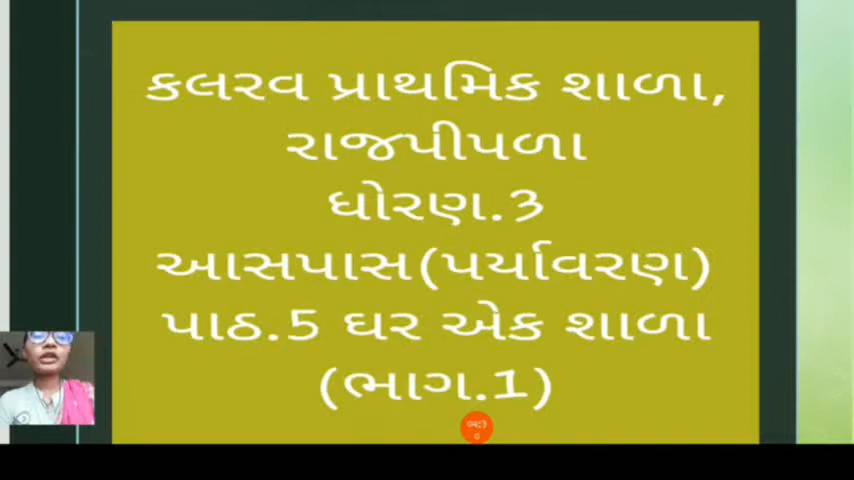 કલરવ પ્રાથમિક શાળા,
રાજપીપળા
ધોરણ.3
આસપાસ(પર્યાવરણ)
પાઠ.5 ઘર એક શાળા
(ભાગ.1)